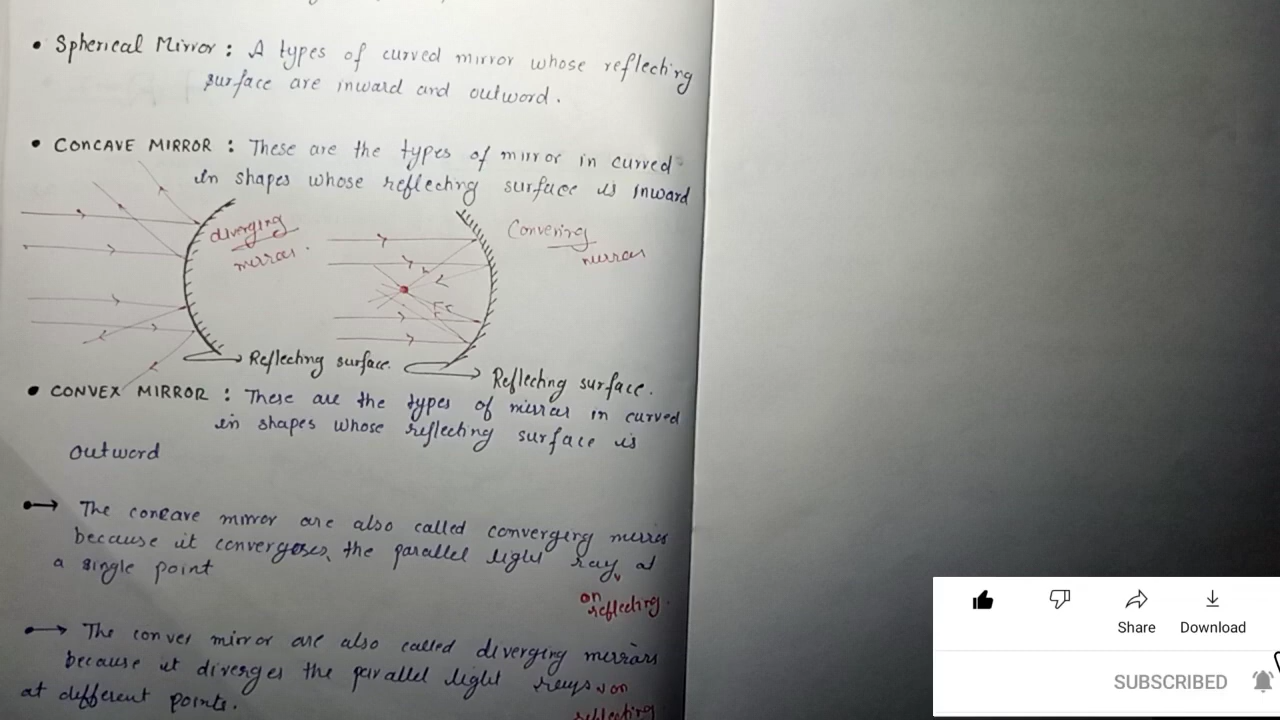 • Spherical Mirror : A types of curved mirror whose reflecting
surface are inward and outword.
• CONCAVE MIRROR : These are the types of mirror in curved
in shapes whose reflecting surface is inward
diverging
mirror.
Convering
mirror
F
Reflecting surface.
Reflecting surface.
• CONVEX MIRROR : These are the types of mirror in curved
in shapes whose reflecting surface is
outword
•→ The concave mirror are also called converging mirror
because it converges, the parallel light ray at
a single point
on
reflecting.
•→ The convex mirror are also called diverging mirrors
because it diverges the parallel light rays on
at different points.
reflecting
Share Download
SUBSCRIBED